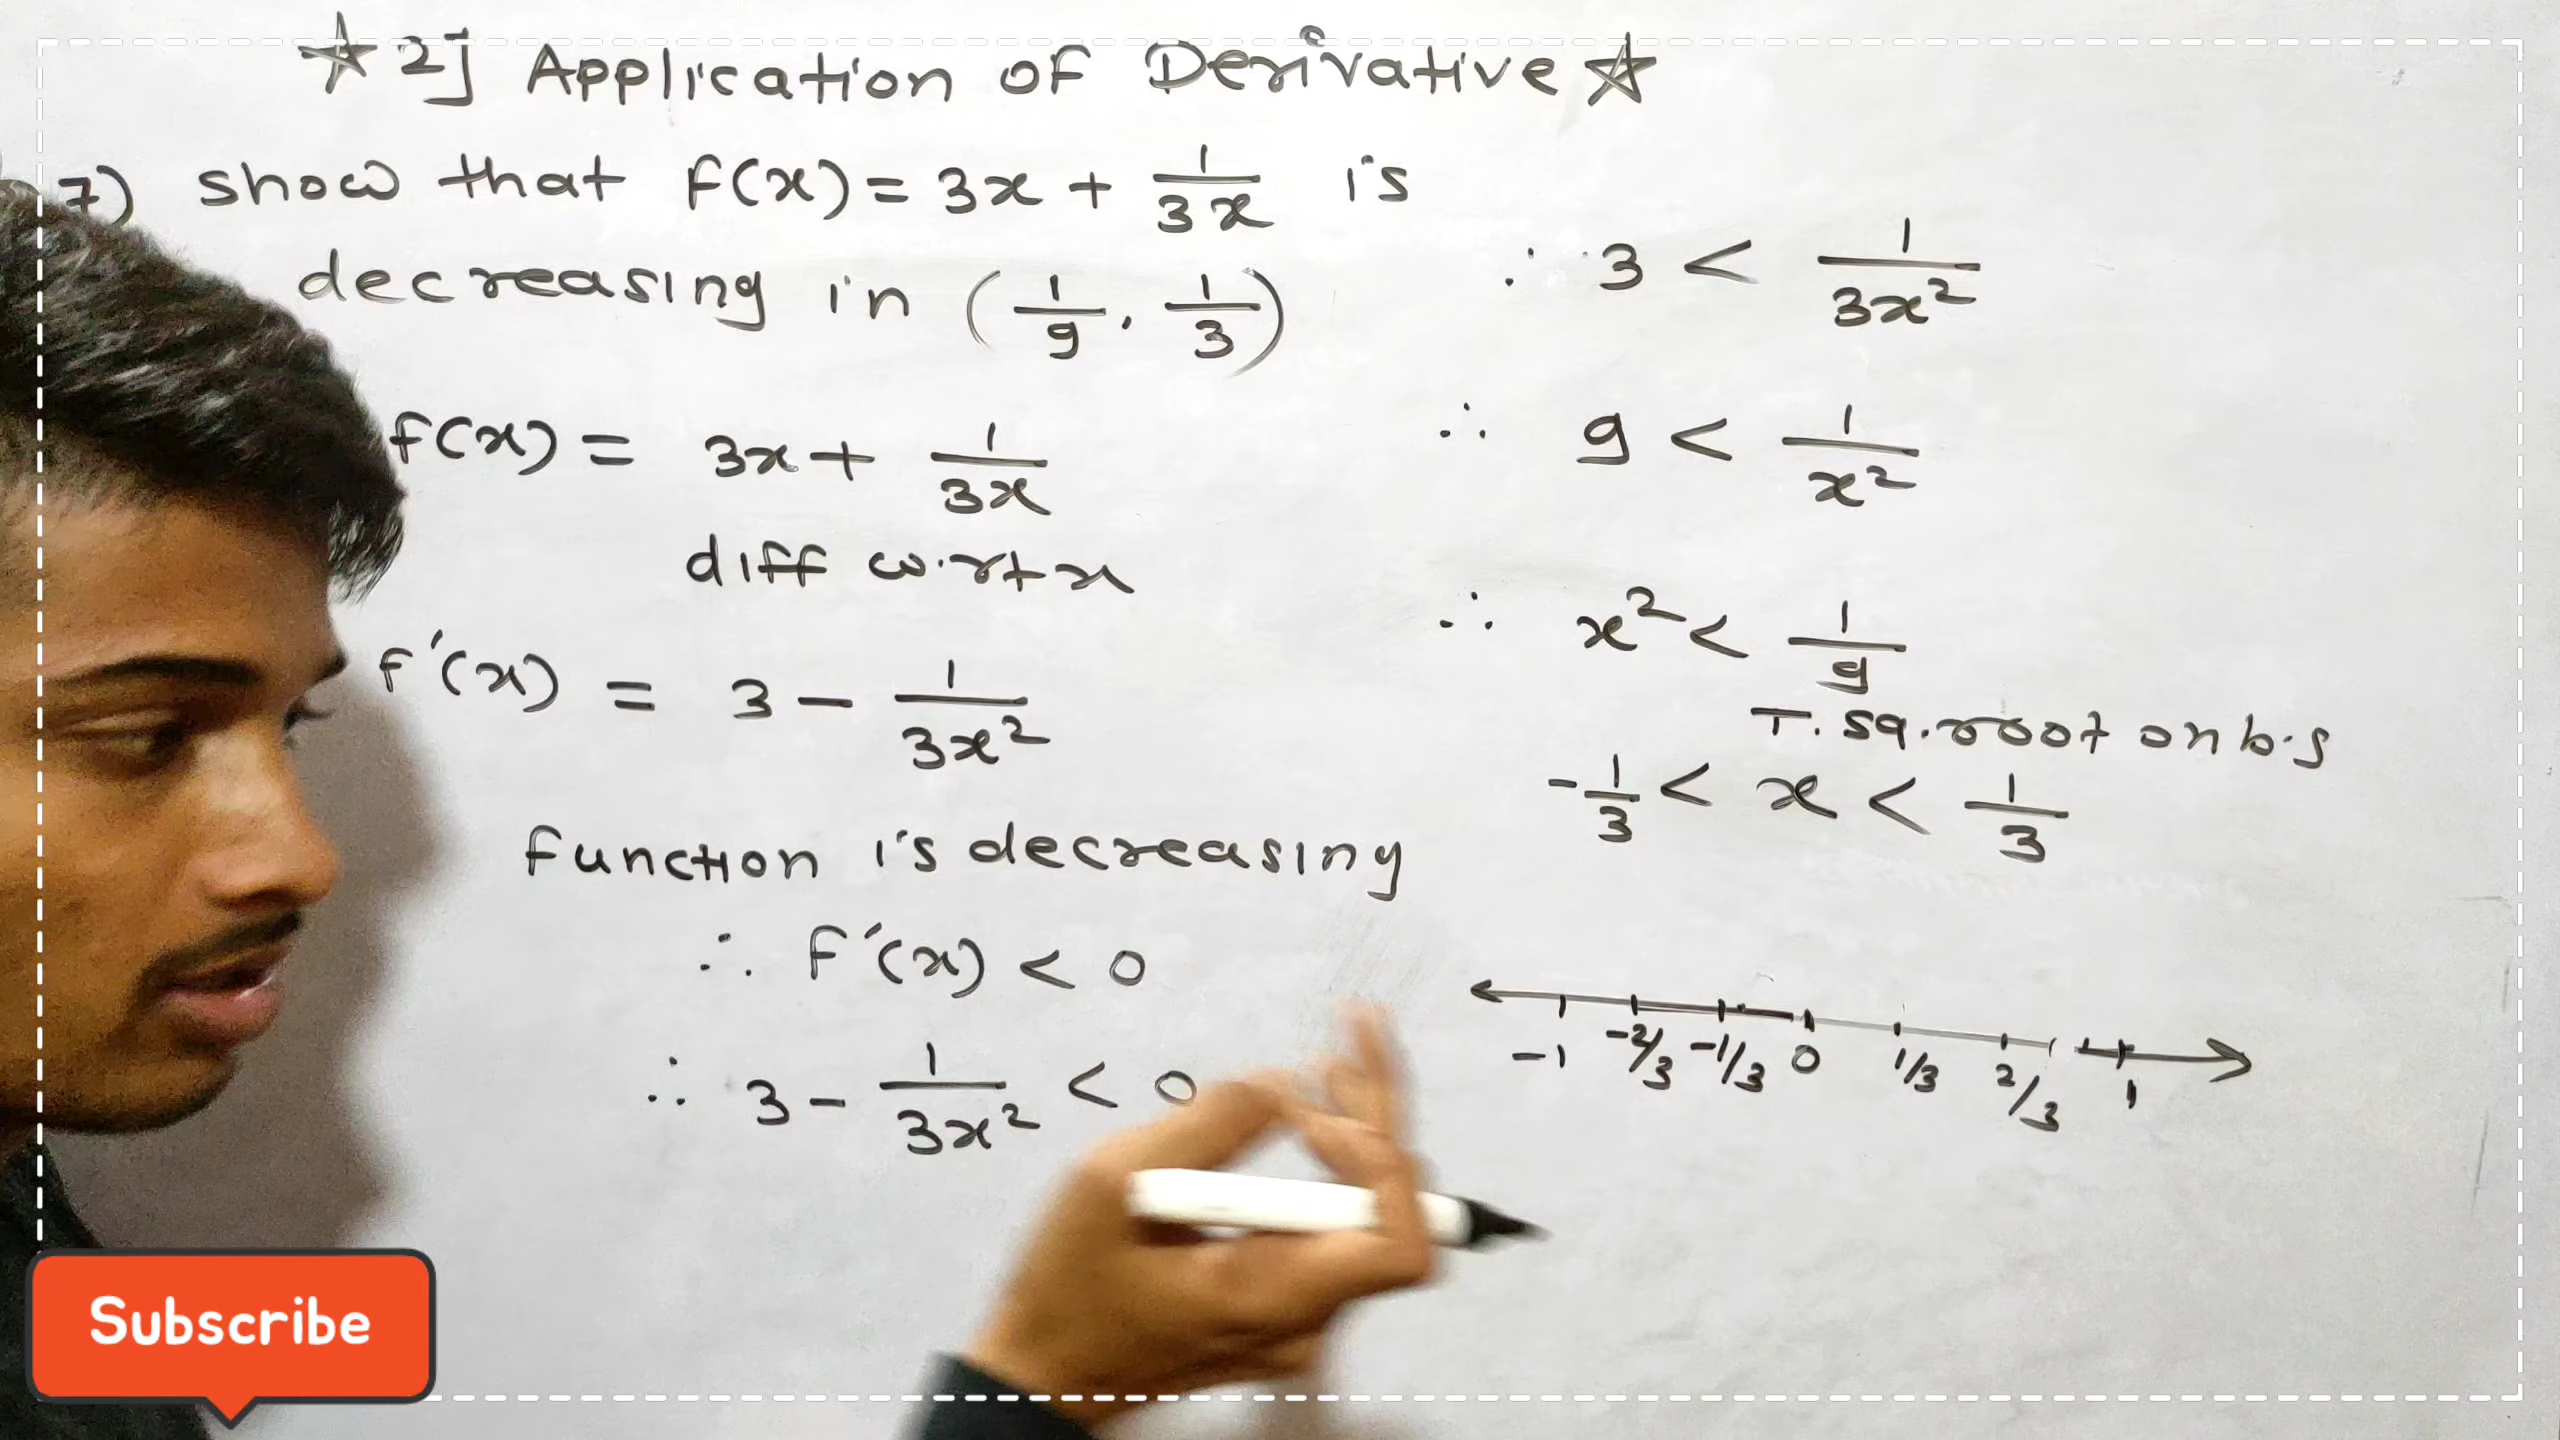 ☆ 2] Application of Derivative ☆
7) show that f(x) = 3x + 1/3x is
decreasing in (1/9, 1/3)
f(x) = 3x + 1/3x
diff w.r.t x
f'(x) = 3 - 1/3x²
function is decreasing
∴ f'(x) < 0
∴ 3 - 1/3x² < 0
∴ 3 < 1/3x²
∴ 9 < 1/x²
∴ x² < 1/9
T. sq. root on b.s
-1/3 < x < 1/3
-1 -2/3 -1/3 0 1/3 2/3 1
Subscribe